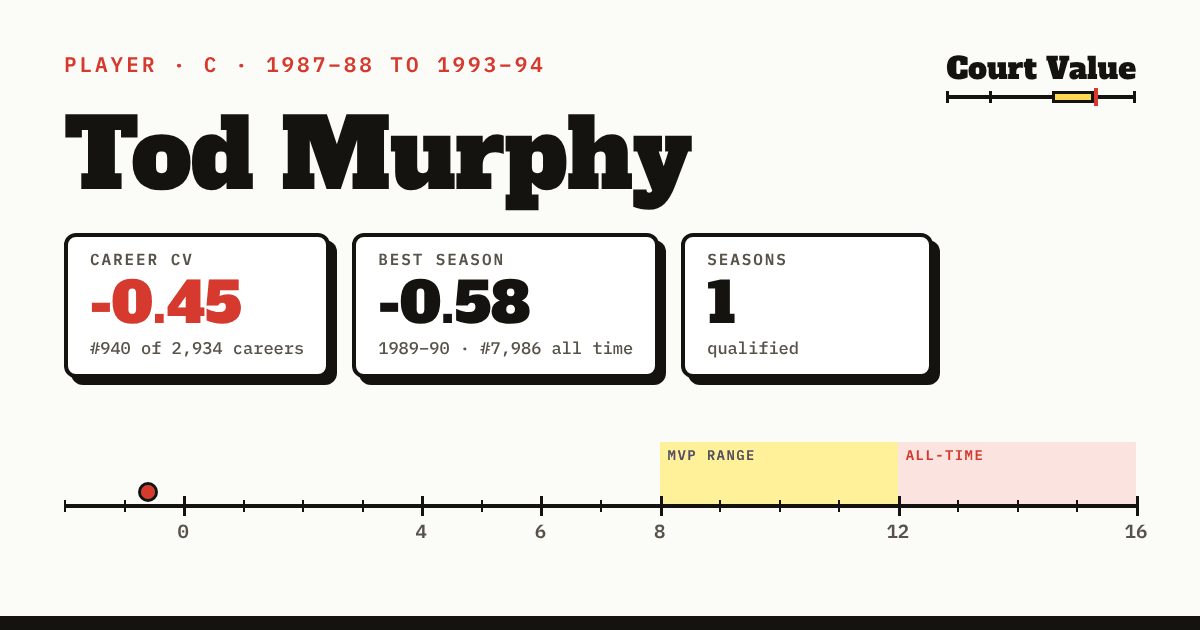 PLAYER · C · 1987–88 TO 1993–94
Court Value
Tod Murphy
CAREER CV
-0.45
#940 of 2,934 careers
BEST SEASON
-0.58
1989–90 · #7,986 all time
SEASONS
1
qualified
MVP RANGE
ALL-TIME
0 4 6 8 12 16